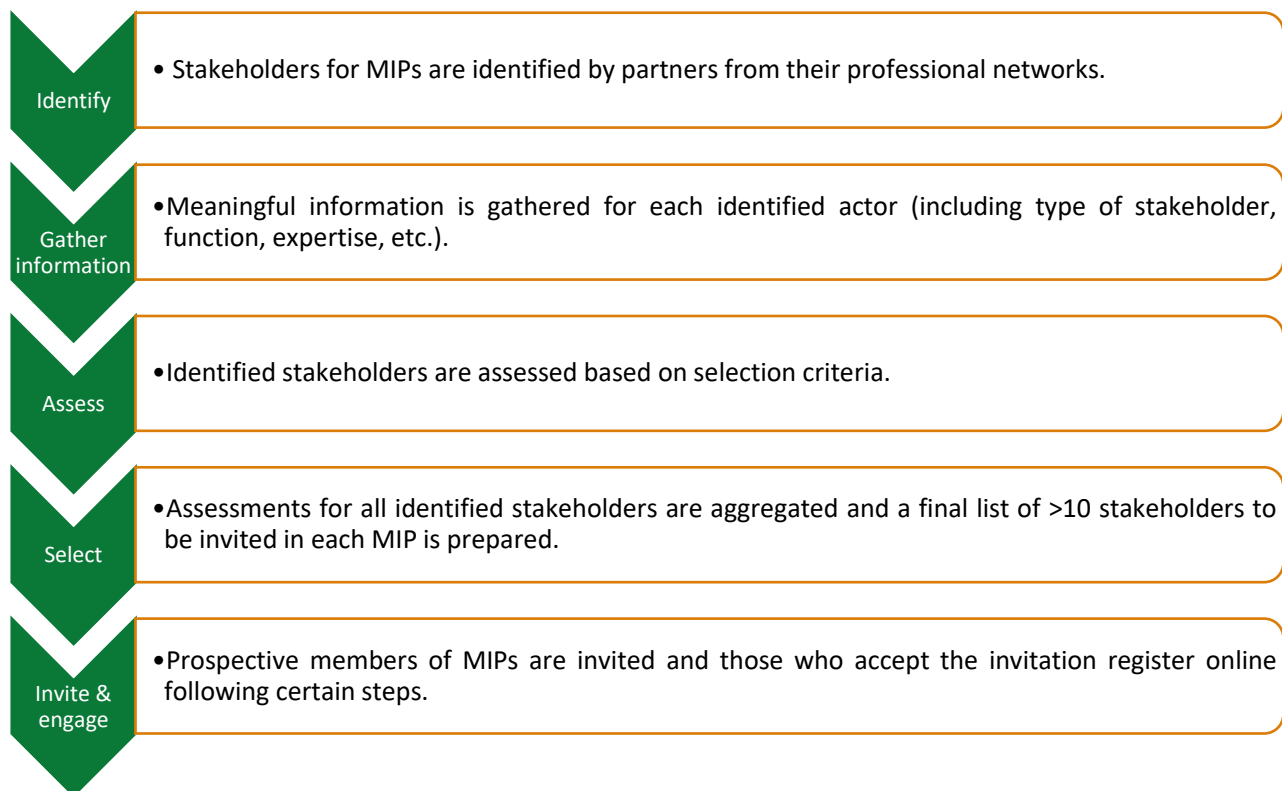 Identify
• Stakeholders for MIPs are identified by partners from their professional networks.
Gather
information
•Meaningful information is gathered for each identified actor (including type of stakeholder,
function, expertise, etc.).
Assess
•Identified stakeholders are assessed based on selection criteria.
Select
•Assessments for all identified stakeholders are aggregated and a final list of >10 stakeholders to
be invited in each MIP is prepared.
Invite &
engage
•Prospective members of MIPs are invited and those who accept the invitation register online
following certain steps.